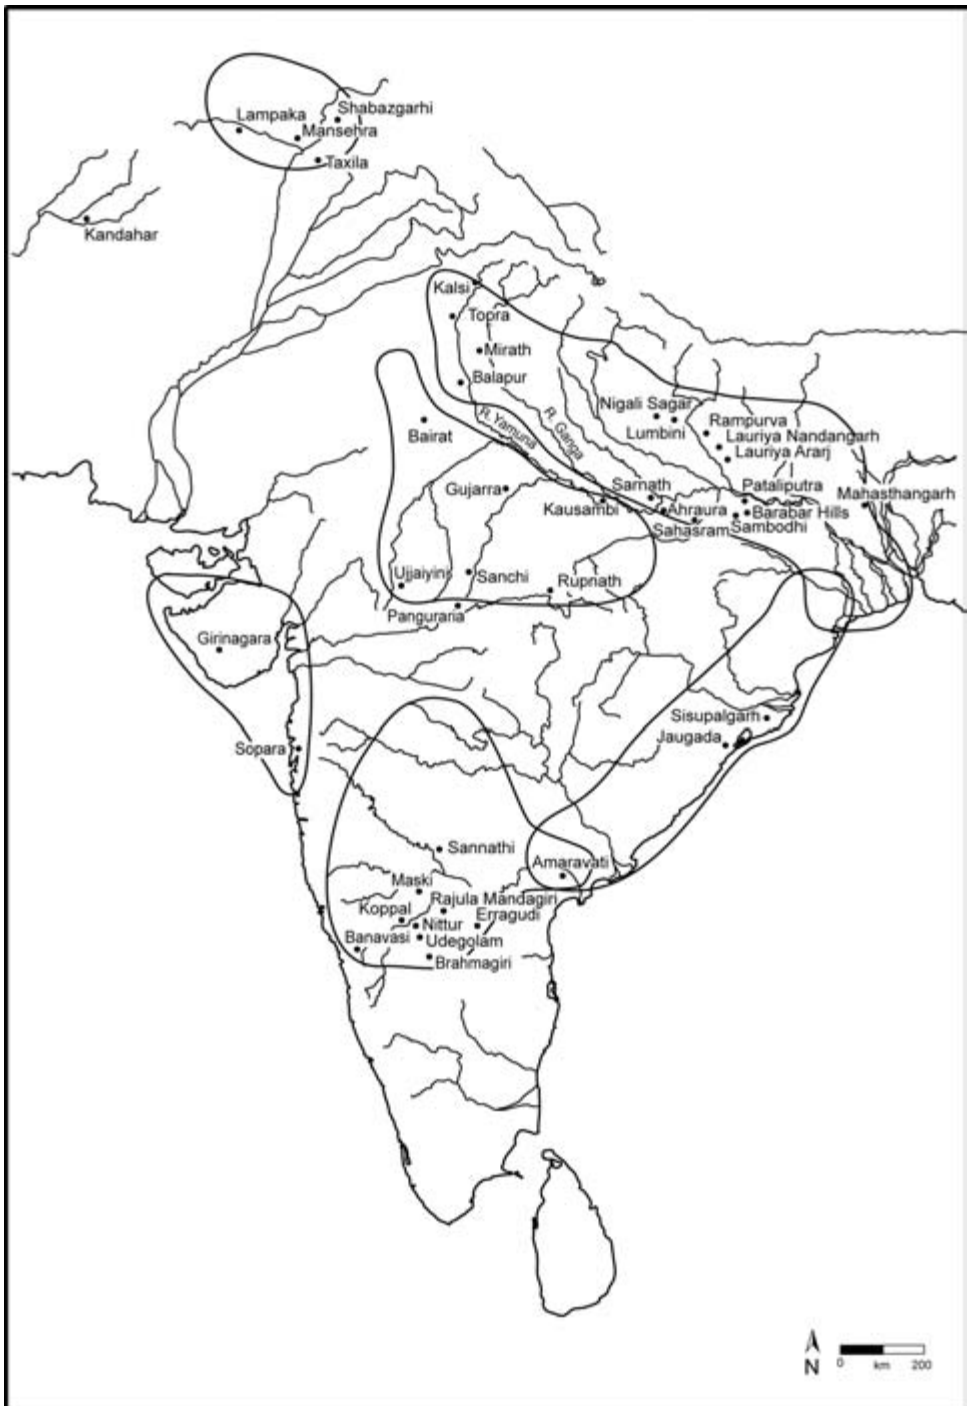 Shabazgarhi
Lampaka
Mansehra
Taxila
Kandahar
Kalsi
Topra
Mirath
Balapur
Nigali Sagar
Rampurva
Lumbini
Bairat
R. Yamuna
R. Ganga
Lauriya Nandangarh
Lauriya Ararj
Gujarra
Sarnath
Pataliputra
Mahasthangarh
Kausambi
Ahraura
Barabar Hills
Sahasram
Sambodhi
Ujjaiyini
Sanchi
Rupnath
Panguraria
Girinagara
Sisupalgarh
Jaugada
Sopara
Sannathi
Amaravati
Maski
Rajula Mandagiri
Koppal
Erragudi
Nittur
Banavasi
Udegolam
Brahmagiri
N
0 km 200